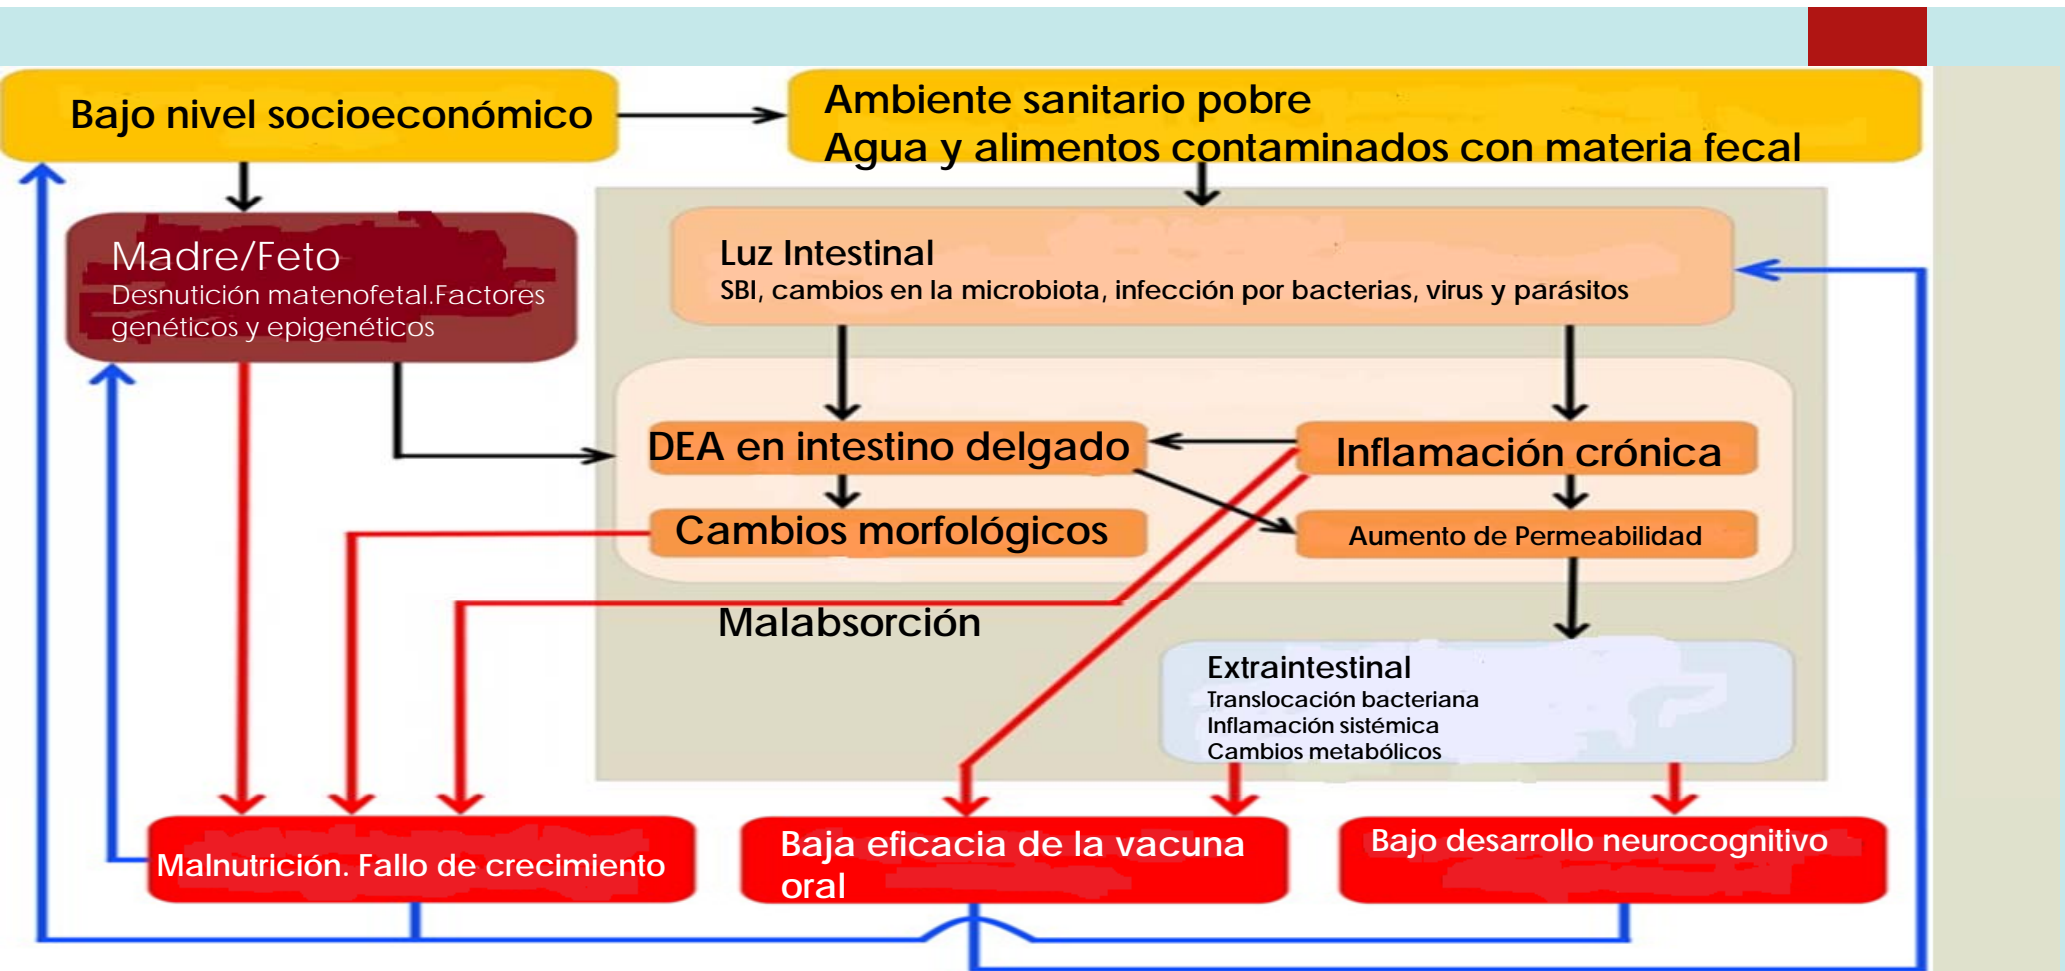 Bajo nivel socioeconómico
Ambiente sanitario pobre
Agua y alimentos contaminados con materia fecal
Madre/Feto
Desnutición matenofetal.Factores
genéticos y epigenéticos
Luz Intestinal
SBI, cambios en la microbiota, infección por bacterias, virus y parásitos
DEA en intestino delgado
Inflamación crónica
Cambios morfológicos
Aumento de Permeabilidad
Malabsorción
Extraintestinal
Translocación bacteriana
Inflamación sistémica
Cambios metabólicos
Malnutrición. Fallo de crecimiento
Baja eficacia de la vacuna
oral
Bajo desarrollo neurocognitivo